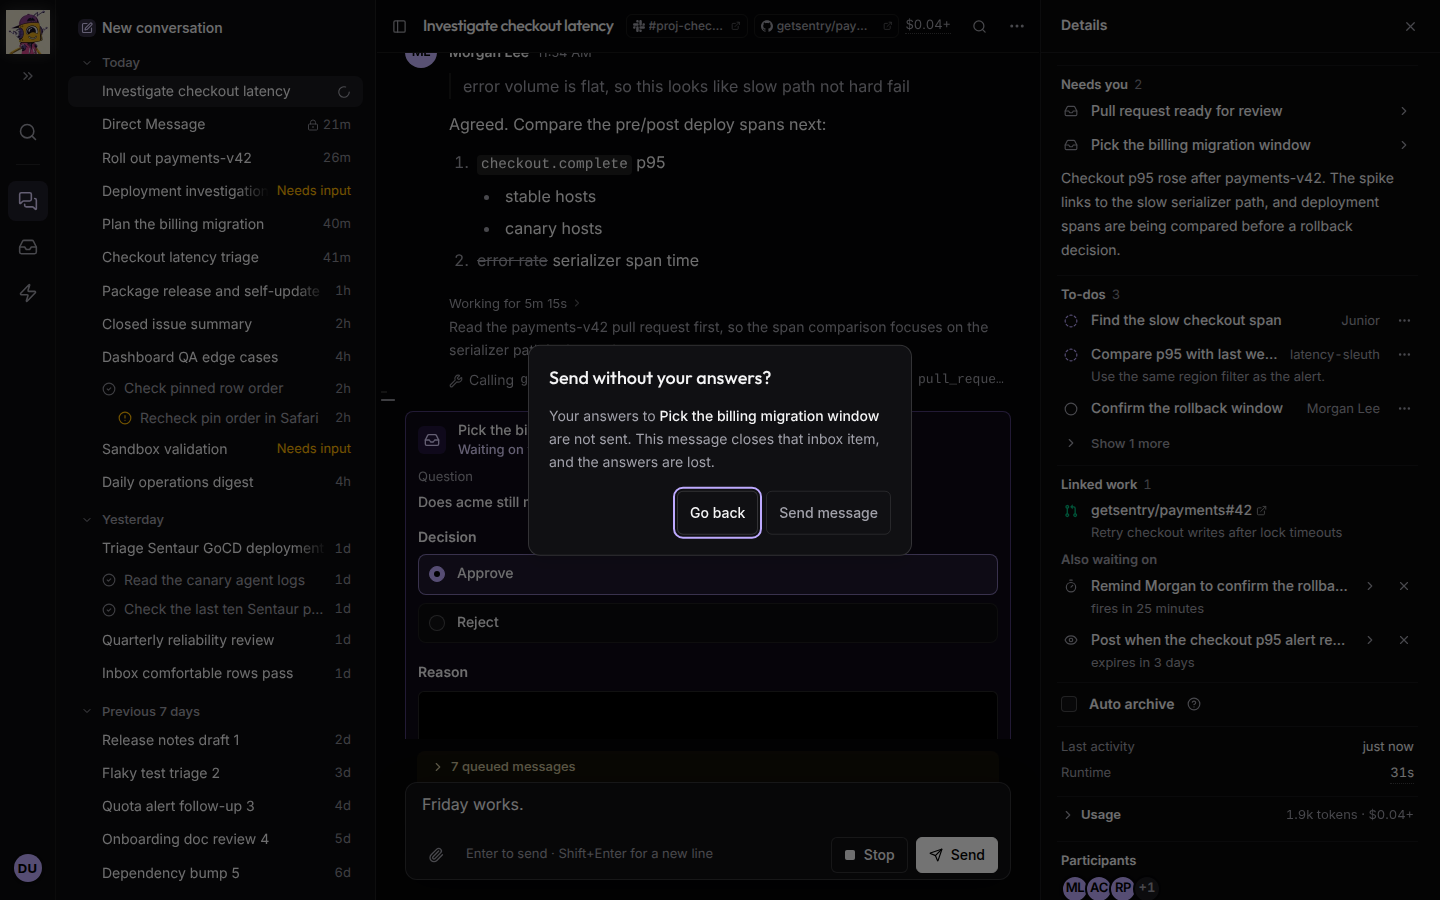 New conversation
Today
Investigate checkout latency
Direct Message 21m
Roll out payments-v42 26m
Deployment investigation Needs input
Plan the billing migration 40m
Checkout latency triage 41m
Package release and self-update 1h
Closed issue summary 2h
Dashboard QA edge cases 4h
Check pinned row order 2h
Recheck pin order in Safari 2h
Sandbox validation Needs input
Daily operations digest 4h
Yesterday
Triage Sentaur GoCD deployment 1d
Read the canary agent logs 1d
Check the last ten Sentaur p... 1d
Quarterly reliability review 1d
Inbox comfortable rows pass 1d
Previous 7 days
Release notes draft 1 2d
Flaky test triage 2 3d
Quota alert follow-up 3 4d
Onboarding doc review 4 5d
Dependency bump 5 6d
DU
Investigate checkout latency #proj-chec... getsentry/pay... $0.04+
ML Morgan Lee 11:54 AM
error volume is flat, so this looks like slow path not hard fail
Agreed. Compare the pre/post deploy spans next:
1. checkout.complete p95
• stable hosts
• canary hosts
2. error rate serializer span time
Working for 5m 15s
Read the payments-v42 pull request first, so the span comparison focuses on the
serializer pat
Calling g pull_reque...
Pick the bi
Waiting on
Question
Does acme still r
Decision
Approve
Reject
Reason
7 queued messages
Friday works.
Enter to send · Shift+Enter for a new line
Stop
Send
Send without your answers?
Your answers to Pick the billing migration window
are not sent. This message closes that inbox item,
and the answers are lost.
Go back
Send message
Details
Needs you 2
Pull request ready for review
Pick the billing migration window
Checkout p95 rose after payments-v42. The spike
links to the slow serializer path, and deployment
spans are being compared before a rollback
decision.
To-dos 3
Find the slow checkout span Junior
Compare p95 with last we... latency-sleuth
Use the same region filter as the alert.
Confirm the rollback window Morgan Lee
Show 1 more
Linked work 1
getsentry/payments#42
Retry checkout writes after lock timeouts
Also waiting on
Remind Morgan to confirm the rollba...
fires in 25 minutes
Post when the checkout p95 alert re...
expires in 3 days
Auto archive
Last activity just now
Runtime 31s
Usage 1.9k tokens · $0.04+
Participants
ML AC RP +1